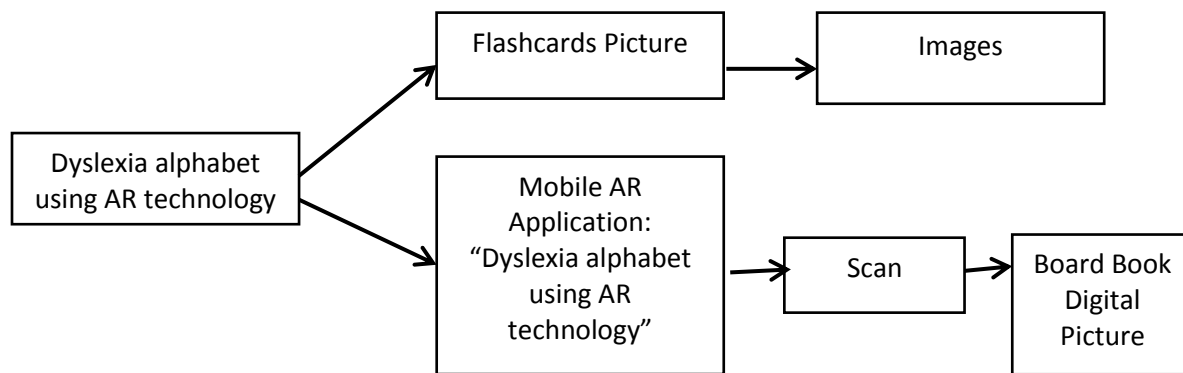 Flashcards Picture
Images
Dyslexia alphabet
using AR technology
Mobile AR
Application:
“Dyslexia alphabet
using AR
technology”
Scan
Board Book
Digital
Picture